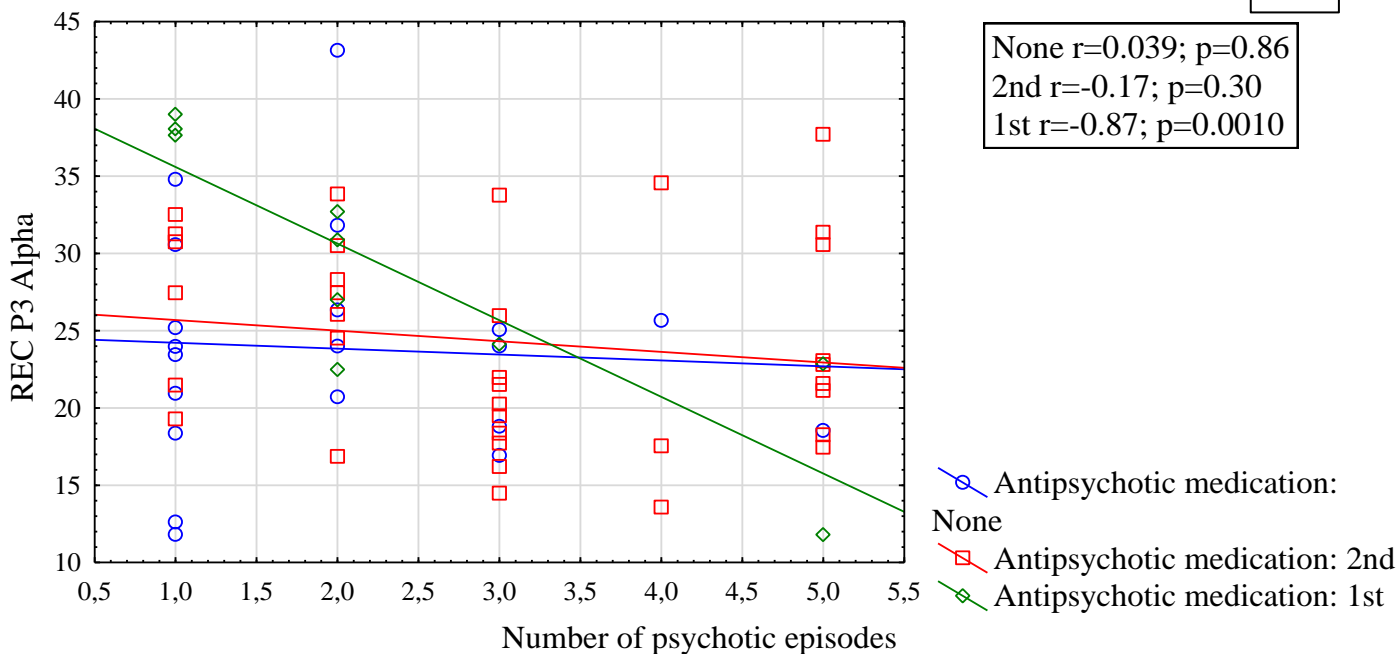 None r=0.039; p=0.86
2nd r=-0.17; p=0.30
1st r=-0.87; p=0.0010
REC P3 Alpha
45
40
35
30
25
20
15
10
0,5 1,0 1,5 2,0 2,5 3,0 3,5 4,0 4,5 5,0 5,5
Number of psychotic episodes
Antipsychotic medication:
None
Antipsychotic medication: 2nd
Antipsychotic medication: 1st